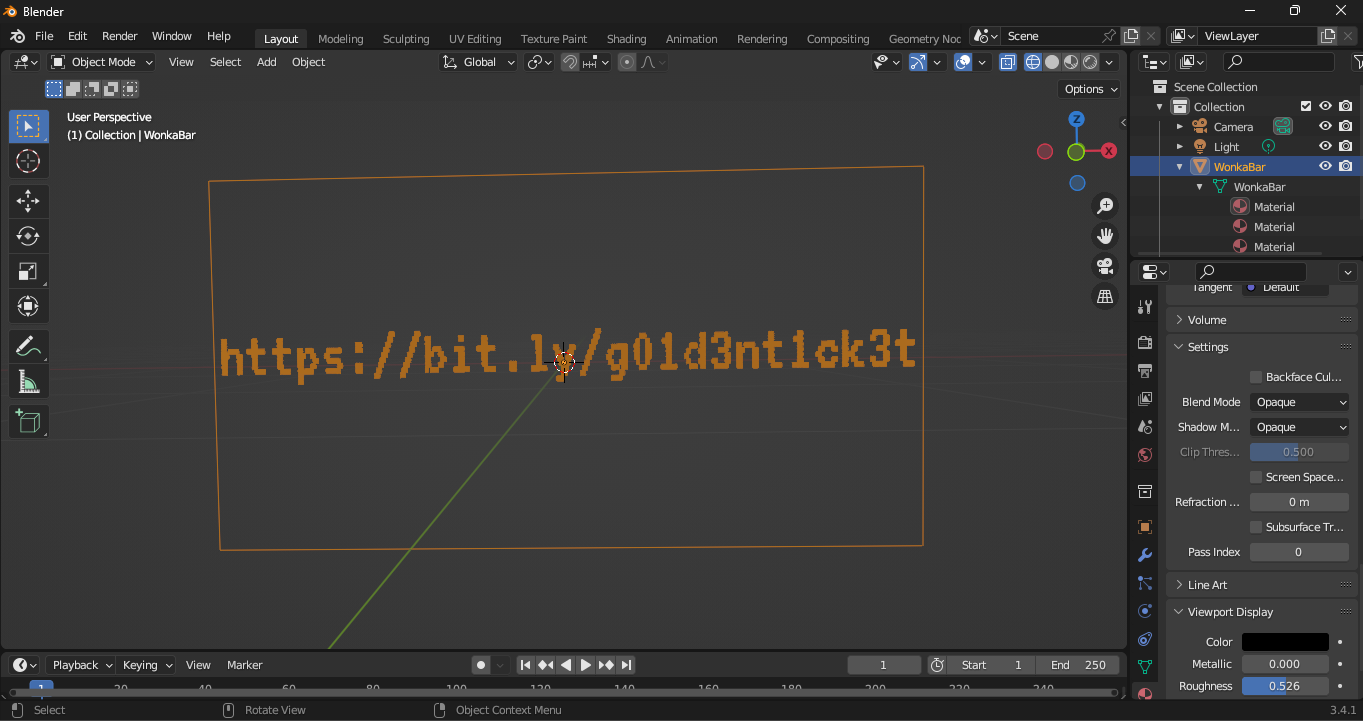 Blender
File Edit Render Window Help Layout Modeling Sculpting UV Editing Texture Paint Shading Animation Rendering Compositing Geometry Noc Scene ViewLayer
Object Mode View Select Add Object Global
Options
User Perspective
(1) Collection | WonkaBar
Z
X
https://bit.ly/g01d3nt1ck3t
Scene Collection
Collection
Camera
Light
WonkaBar
WonkaBar
Material
Material
Material
Tangent Default
Volume
Settings
Backface Cul...
Blend Mode Opaque
Shadow M... Opaque
Clip Thres... 0.500
Screen Space...
Refraction ... 0 m
Subsurface Tr...
Pass Index 0
Line Art
Viewport Display
Color
Metallic 0.000
Roughness 0.526
Playback Keying View Marker 1 Start 1 End 250
1 20 40 60 80 100 120 140 160 180 200 220 240
Select Rotate View Object Context Menu 3.4.1